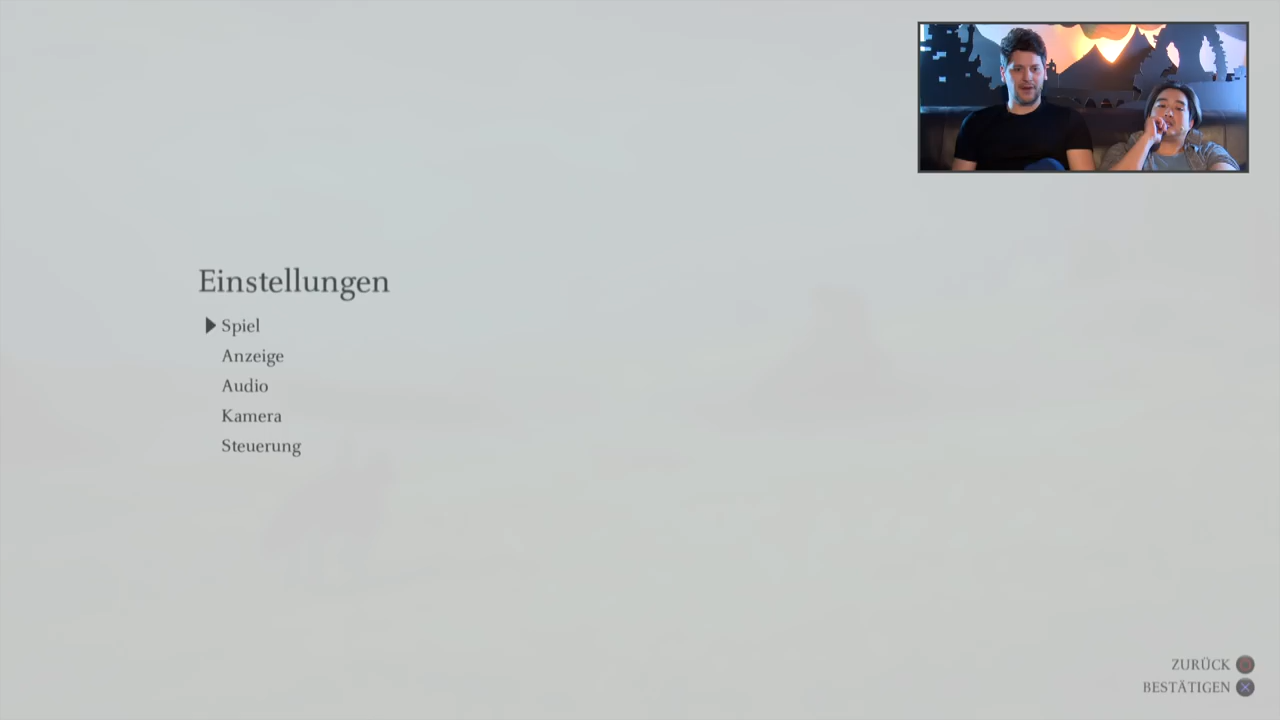 Einstellungen
Spiel
Anzeige
Audio
Kamera
Steuerung
ZURÜCK
BESTÄTIGEN